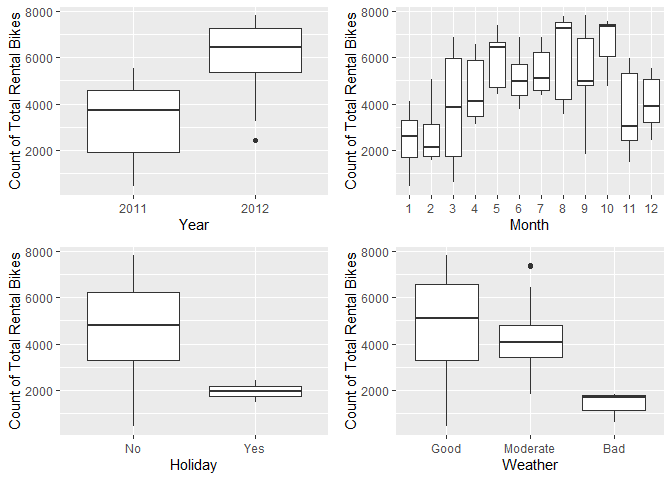 Count of Total Rental Bikes
8000
6000
4000
2000
2011 2012
Year
Count of Total Rental Bikes
8000
6000
4000
2000
1 2 3 4 5 6 7 8 9 10 11 12
Month
Count of Total Rental Bikes
8000
6000
4000
2000
No Yes
Holiday
Count of Total Rental Bikes
8000
6000
4000
2000
Good Moderate Bad
Weather